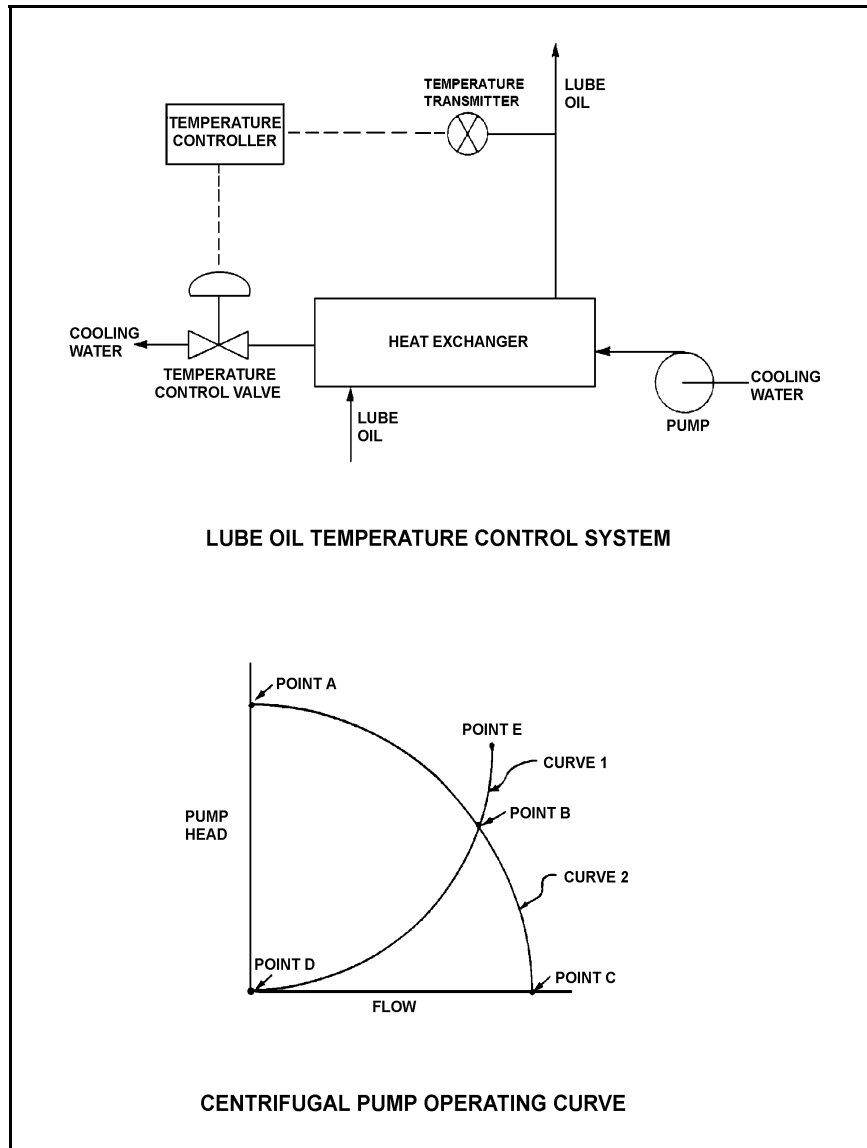 TEMPERATURE
TRANSMITTER
LUBE
OIL
TEMPERATURE
CONTROLLER
COOLING
WATER
HEAT EXCHANGER
TEMPERATURE
CONTROL VALVE
COOLING
WATER
PUMP
LUBE
OIL
LUBE OIL TEMPERATURE CONTROL SYSTEM
POINT A
POINT E
CURVE 1
PUMP
HEAD
POINT B
CURVE 2
POINT D
POINT C
FLOW
CENTRIFUGAL PUMP OPERATING CURVE